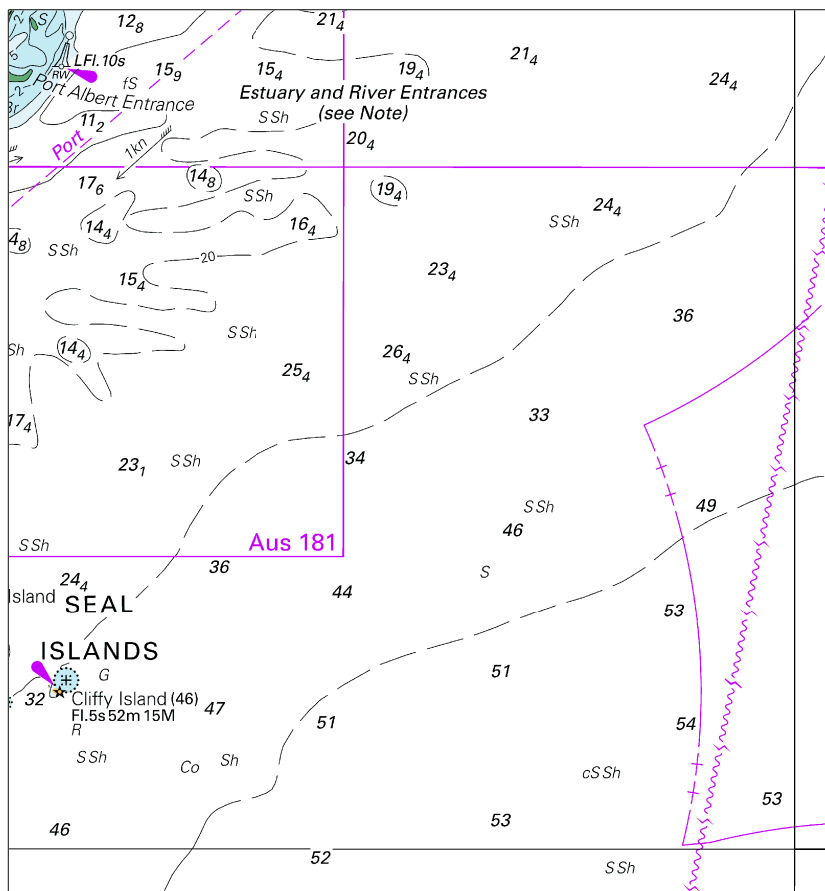 12₈
21₄
S
LFl.10s
RW
fS
15₉
15₄
19₄
21₄
24₄
Port Albert Entrance
Estuary and River Entrances
(see Note)
11₂
SSh
Port
1kn
20₄
17₆
14₈
SSh
19₄
24₄
SSh
14₄
16₄
4₈
SSh
20
15₄
23₄
36
SSh
Sh
14₄
26₄
25₄
SSh
17₄
33
23₁
SSh
34
49
SSh
46
SSh
Aus 181
36
S
24₄
Island
SEAL
44
53
ISLANDS
51
G
32
Cliffy Island (46)
Fl.5s 52m 15M
47
R
51
54
SSh
Co
Sh
cSSh
53
46
53
52
SSh